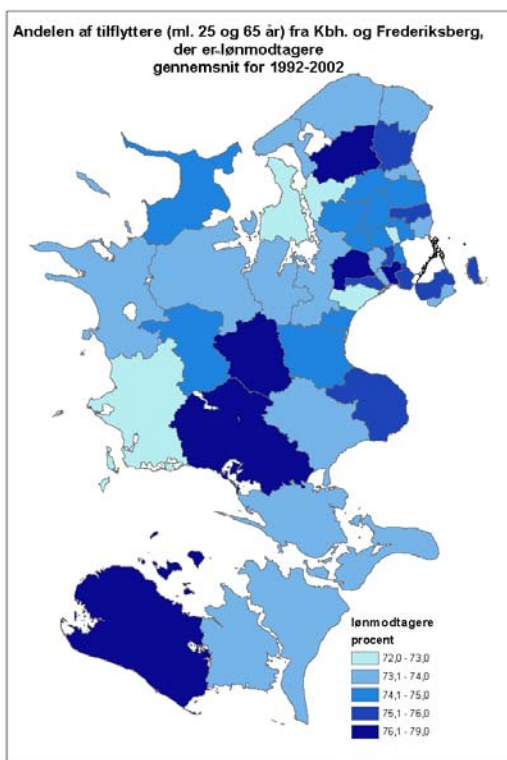 Andelen af tilflyttere (ml. 25 og 65 år) fra Kbh. og Frederiksberg,
der er lønmodtagere
gennemsnit for 1992-2002
lønmodtagere
procent
72,0 - 73,0
73,1 - 74,0
74,1 - 75,0
75,1 - 76,0
76,1 - 79,0